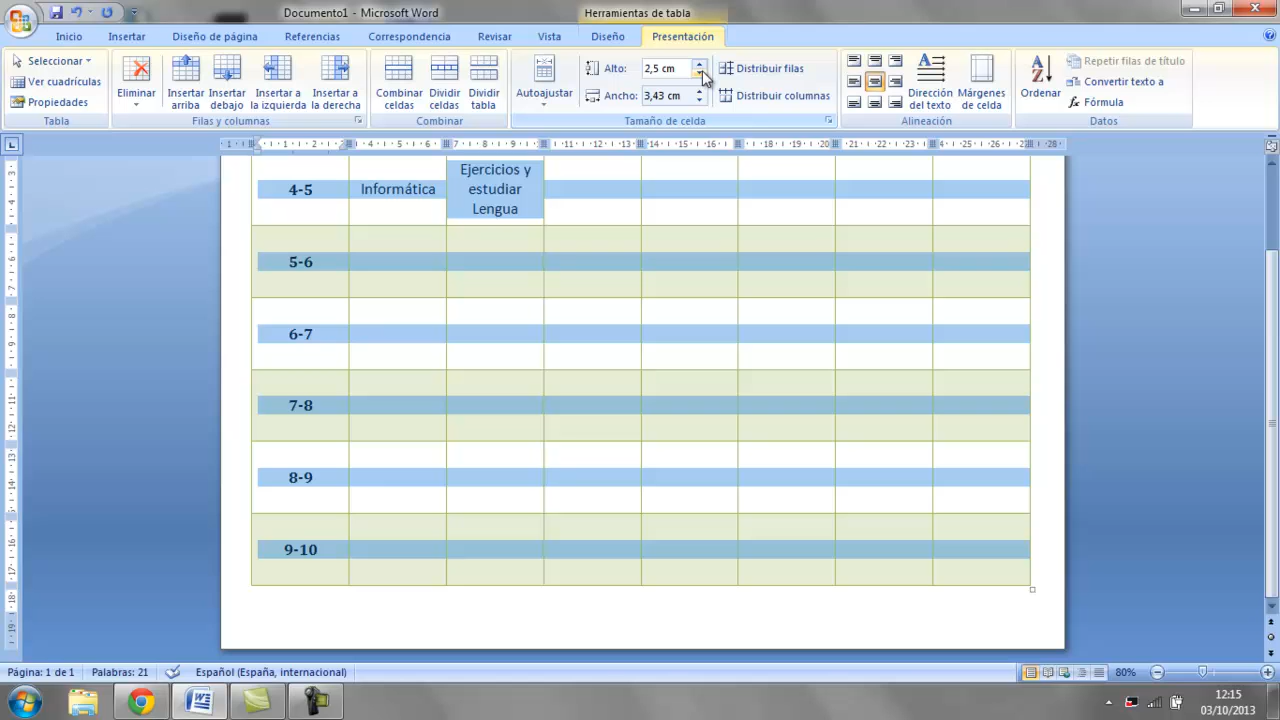 Documento1 - Microsoft Word
Herramientas de tabla
Inicio
Insertar
Diseño de página
Referencias
Correspondencia
Revisar
Vista
Diseño
Presentación
Seleccionar
Ver cuadrículas
Propiedades
Tabla
Eliminar
Insertar arriba
Insertar debajo
Insertar a la izquierda
Insertar a la derecha
Filas y columnas
Combinar celdas
Dividir celdas
Dividir tabla
Combinar
Autoajustar
Alto: 2,5 cm
Ancho: 3,43 cm
Distribuir filas
Distribuir columnas
Tamaño de celda
Dirección del texto
Márgenes de celda
Alineación
Ordenar
Repetir filas de título
Convertir texto a
Fórmula
Datos
4-5
Informática
Ejercicios y
estudiar
Lengua
5-6
6-7
7-8
8-9
9-10
Página: 1 de 1
Palabras: 21
Español (España, internacional)
80%
12:15
03/10/2013